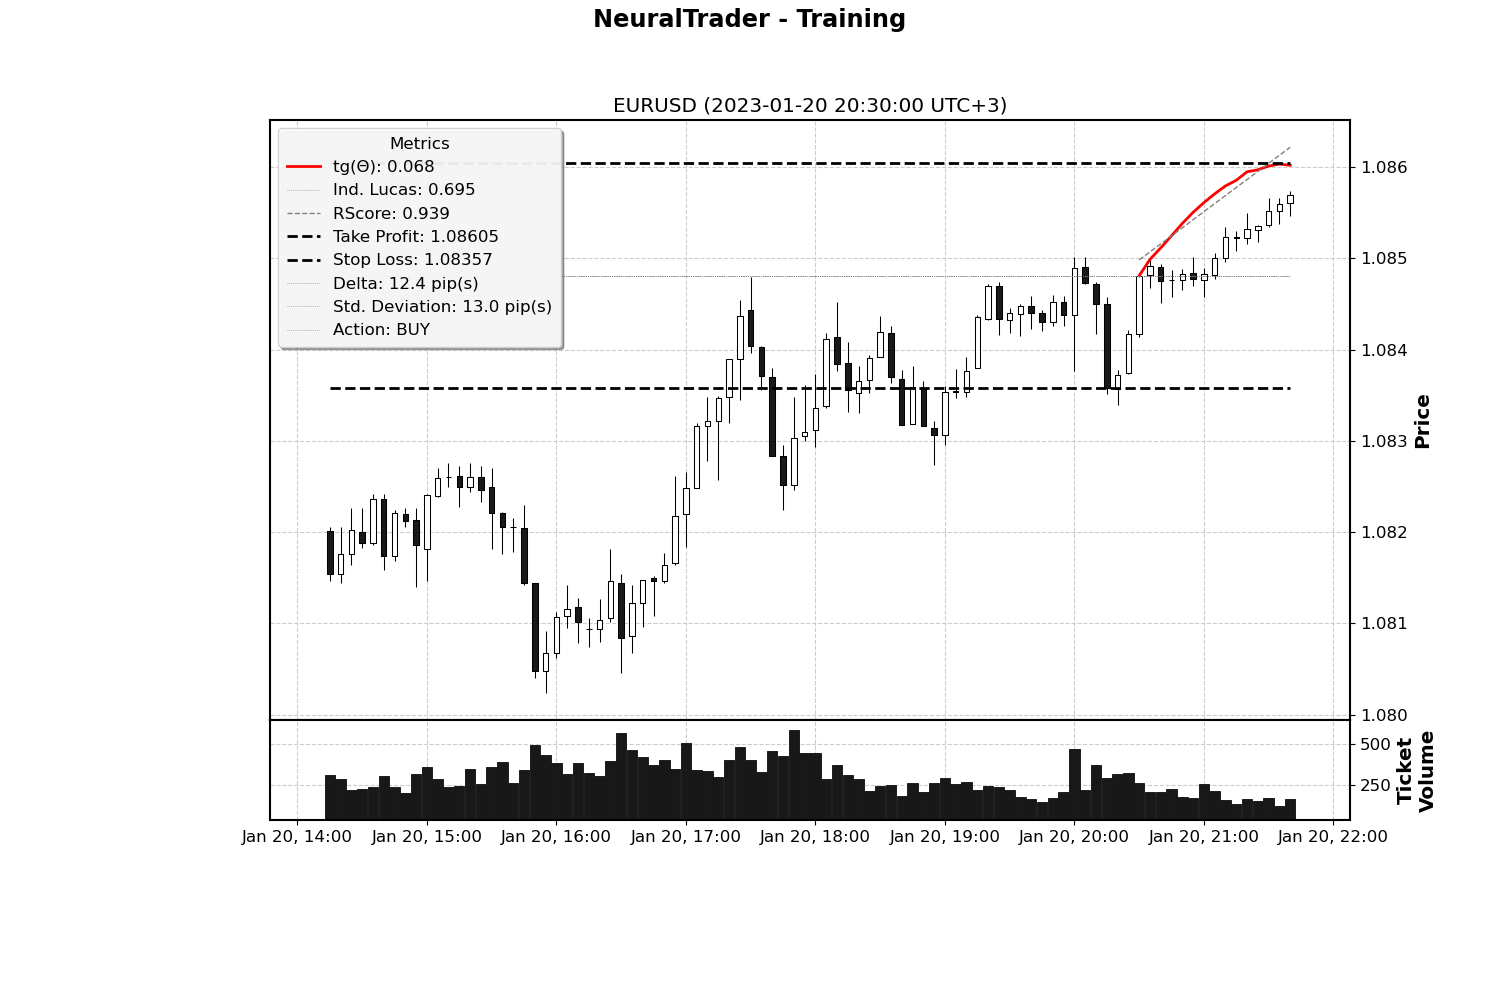 NeuralTrader - Training
EURUSD (2023-01-20 20:30:00 UTC+3)
Metrics
tg(Θ): 0.068
Ind. Lucas: 0.695
RScore: 0.939
Take Profit: 1.08605
Stop Loss: 1.08357
Delta: 12.4 pip(s)
Std. Deviation: 13.0 pip(s)
Action: BUY
1.086
1.085
1.084
1.083
1.082
1.081
1.080
Price
500
250
Ticket
Volume
Jan 20, 14:00
Jan 20, 15:00
Jan 20, 16:00
Jan 20, 17:00
Jan 20, 18:00
Jan 20, 19:00
Jan 20, 20:00
Jan 20, 21:00
Jan 20, 22:00